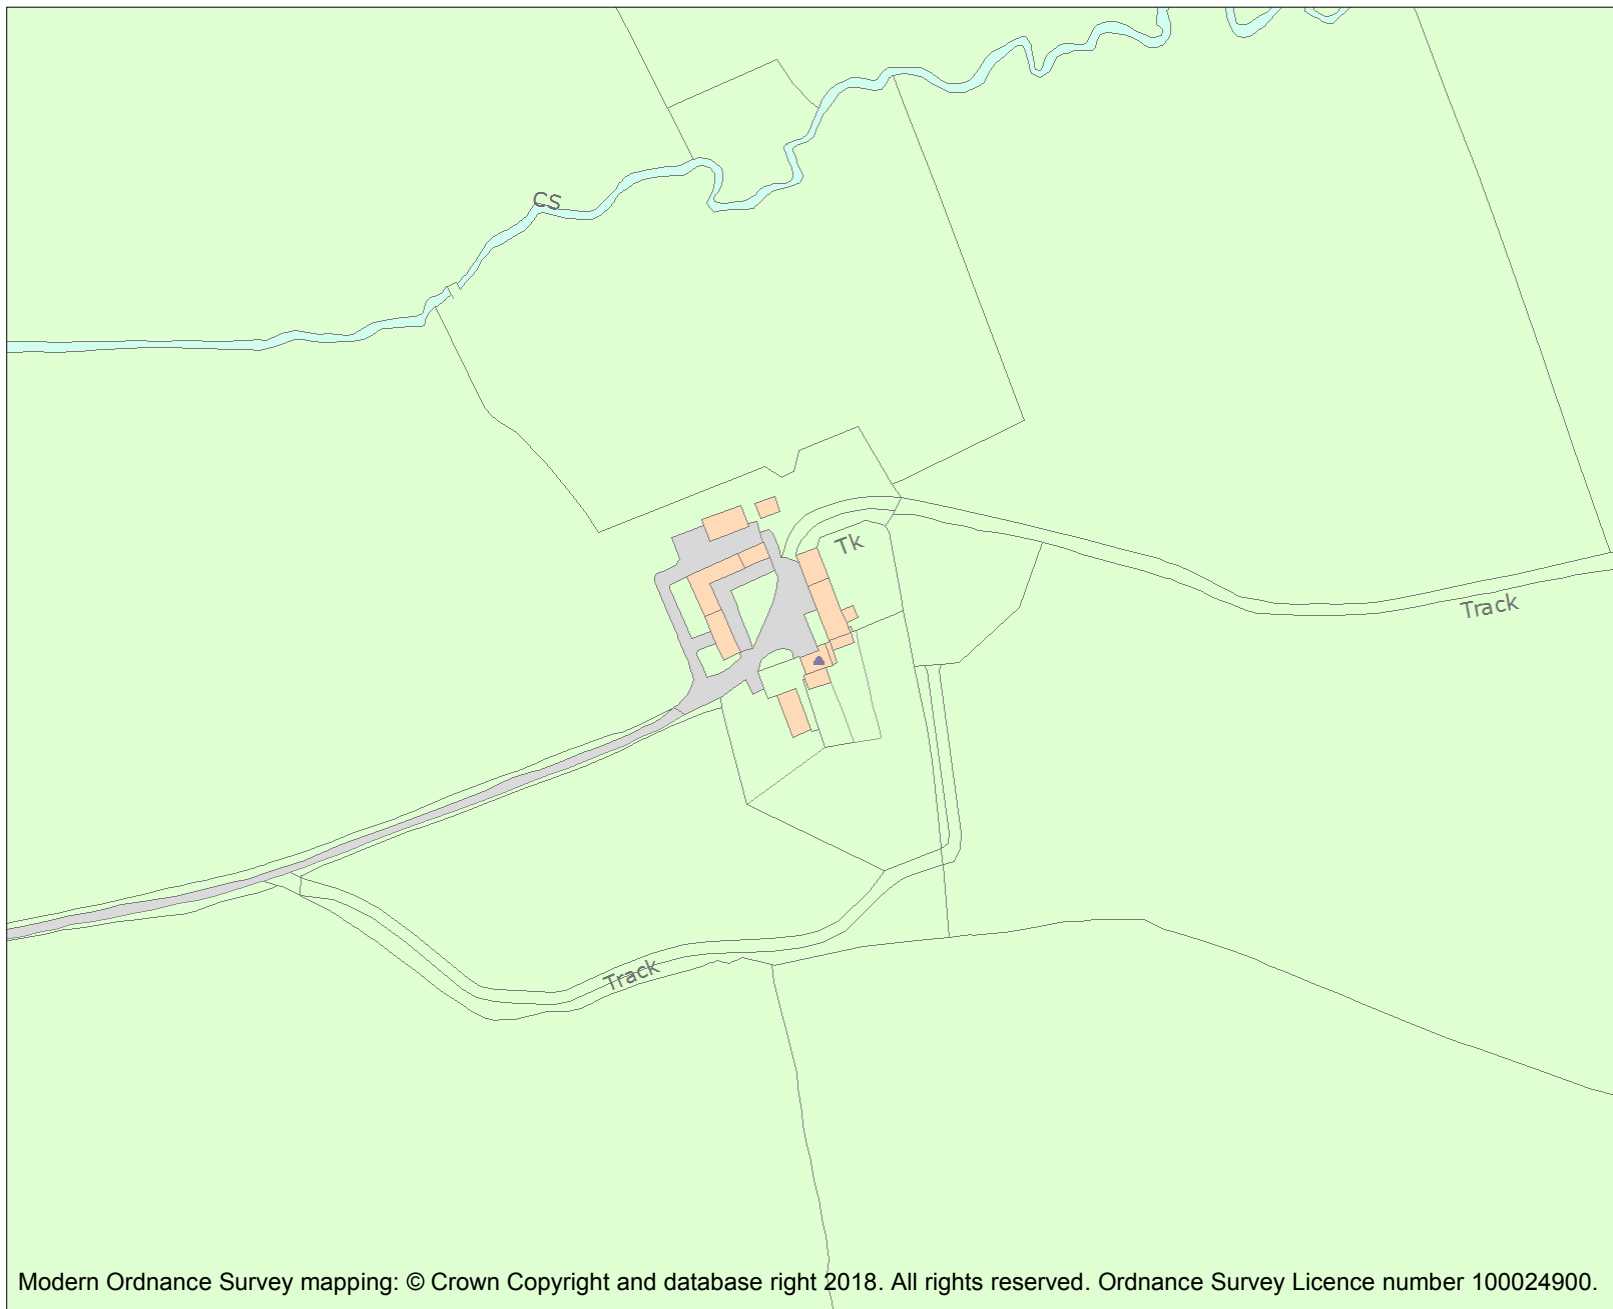 CS
Tk
Track
Track
Modern Ordnance Survey mapping: © Crown Copyright and database right 2018. All rights reserved. Ordnance Survey Licence number 100024900.